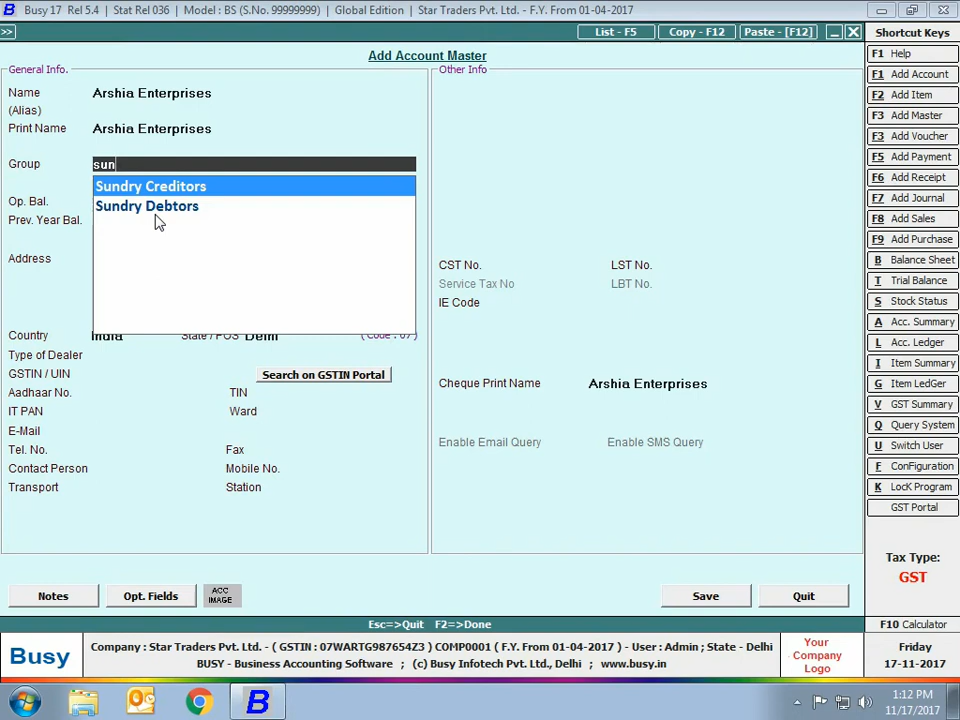 Busy 17 Rel 5.4 | Stat Rel 036 | Model : BS (S.No. 99999999) | Global Edition | Star Traders Pvt. Ltd. - F.Y. From 01-04-2017
>>
List - F5
Copy - F12
Paste - [F12]
Shortcut Keys
Add Account Master
General Info.
Other Info
Name Arshia Enterprises
(Alias)
Print Name Arshia Enterprises
Group sun
Sundry Creditors
Sundry Debtors
Op. Bal.
Prev. Year Bal.
Address
Country India State / POS Delhi (Code : 07)
Type of Dealer
GSTIN / UIN Search on GSTIN Portal
Aadhaar No. TIN
IT PAN Ward
E-Mail
Tel. No. Fax
Contact Person Mobile No.
Transport Station
CST No. LST No.
Service Tax No LBT No.
IE Code
Cheque Print Name Arshia Enterprises
Enable Email Query Enable SMS Query
Notes
Opt. Fields
ACC
IMAGE
Save
Quit
Esc=>Quit F2=>Done
F1 Help
F1 Add Account
F2 Add Item
F3 Add Master
F3 Add Voucher
F5 Add Payment
F6 Add Receipt
F7 Add Journal
F8 Add Sales
F9 Add Purchase
B Balance Sheet
T Trial Balance
S Stock Status
A Acc. Summary
L Acc. Ledger
I Item Summary
G Item LedGer
V GST Summary
Q Query System
U Switch User
F ConFiguration
K LocK Program
GST Portal
Tax Type:
GST
F10 Calculator
Busy
Company : Star Traders Pvt. Ltd. - ( GSTIN : 07WARTG987654Z3 ) COMP0001 ( F.Y. From 01-04-2017 ) - User : Admin ; State - Delhi
BUSY - Business Accounting Software ; (c) Busy Infotech Pvt. Ltd., Delhi ; www.busy.in
Your
Company
Logo
Friday
17-11-2017
B
1:12 PM
11/17/2017